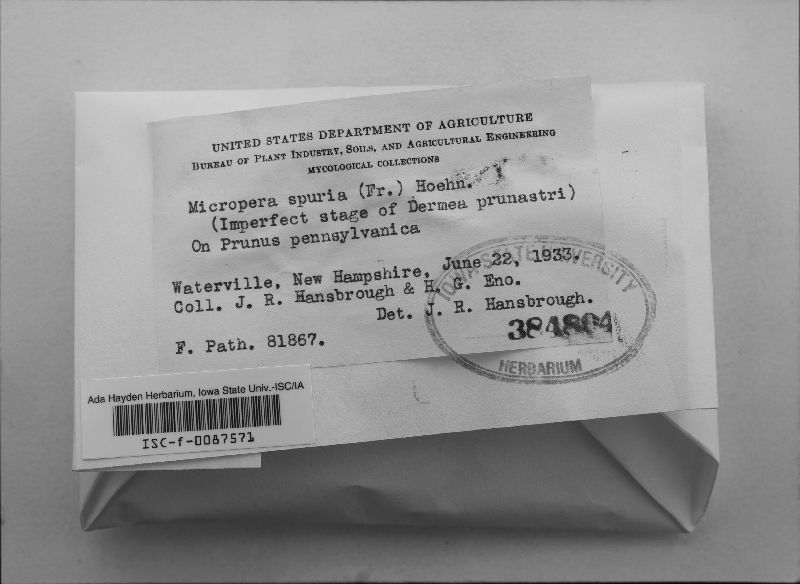 UNITED STATES DEPARTMENT OF AGRICULTURE
BUREAU OF PLANT INDUSTRY, SOILS, AND AGRICULTURAL ENGINEERING
MYCOLOGICAL COLLECTIONS
Micropera spuria (Fr.) Hoehn.
(Imperfect stage of Dermea prunastri)
On Prunus pennsylvanica
Waterville, New Hampshire, June 22, 1933.
Coll. J. R. Hansbrough & H. G. Eno.
Det. J. R. Hansbrough.
F. Path. 81867.
IOWA STATE UNIVERSITY
384804
HERBARIUM
Ada Hayden Herbarium, Iowa State Univ.-ISC/IA
ISC-f-0087571